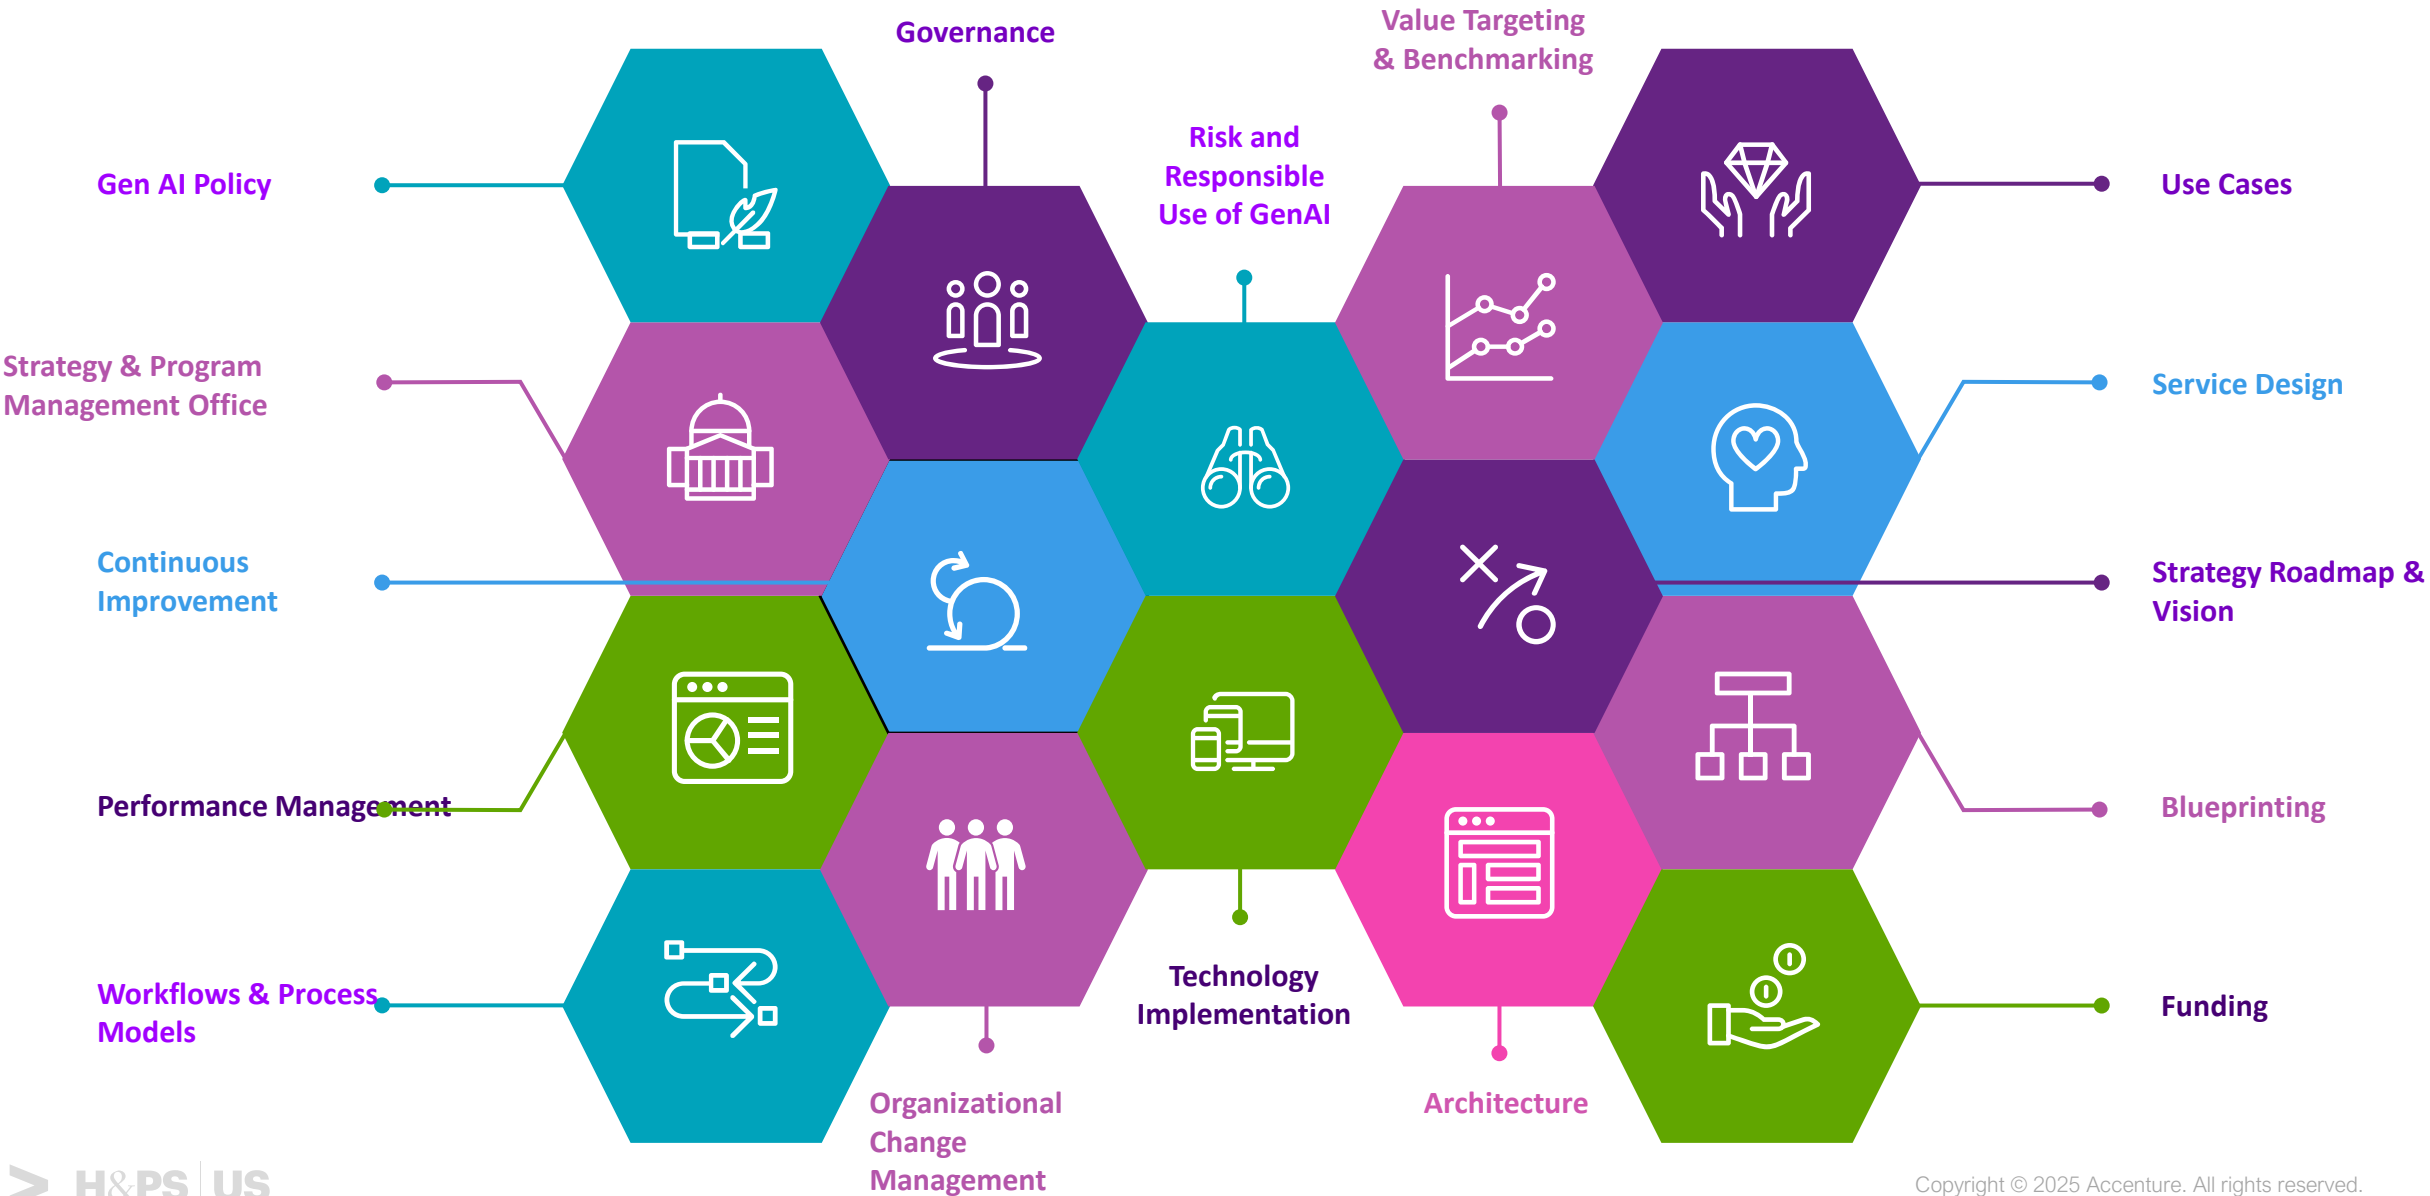 Governance
Value Targeting
& Benchmarking
Risk and
Responsible
Use of GenAI
Gen AI Policy
Use Cases
Strategy & Program
Management Office
Service Design
Continuous
Improvement
Strategy Roadmap &
Vision
Performance Management
Blueprinting
Workflows & Process
Models
Technology
Implementation
Funding
Organizational
Change
Management
Architecture
H&PS US
Copyright © 2025 Accenture. All rights reserved.